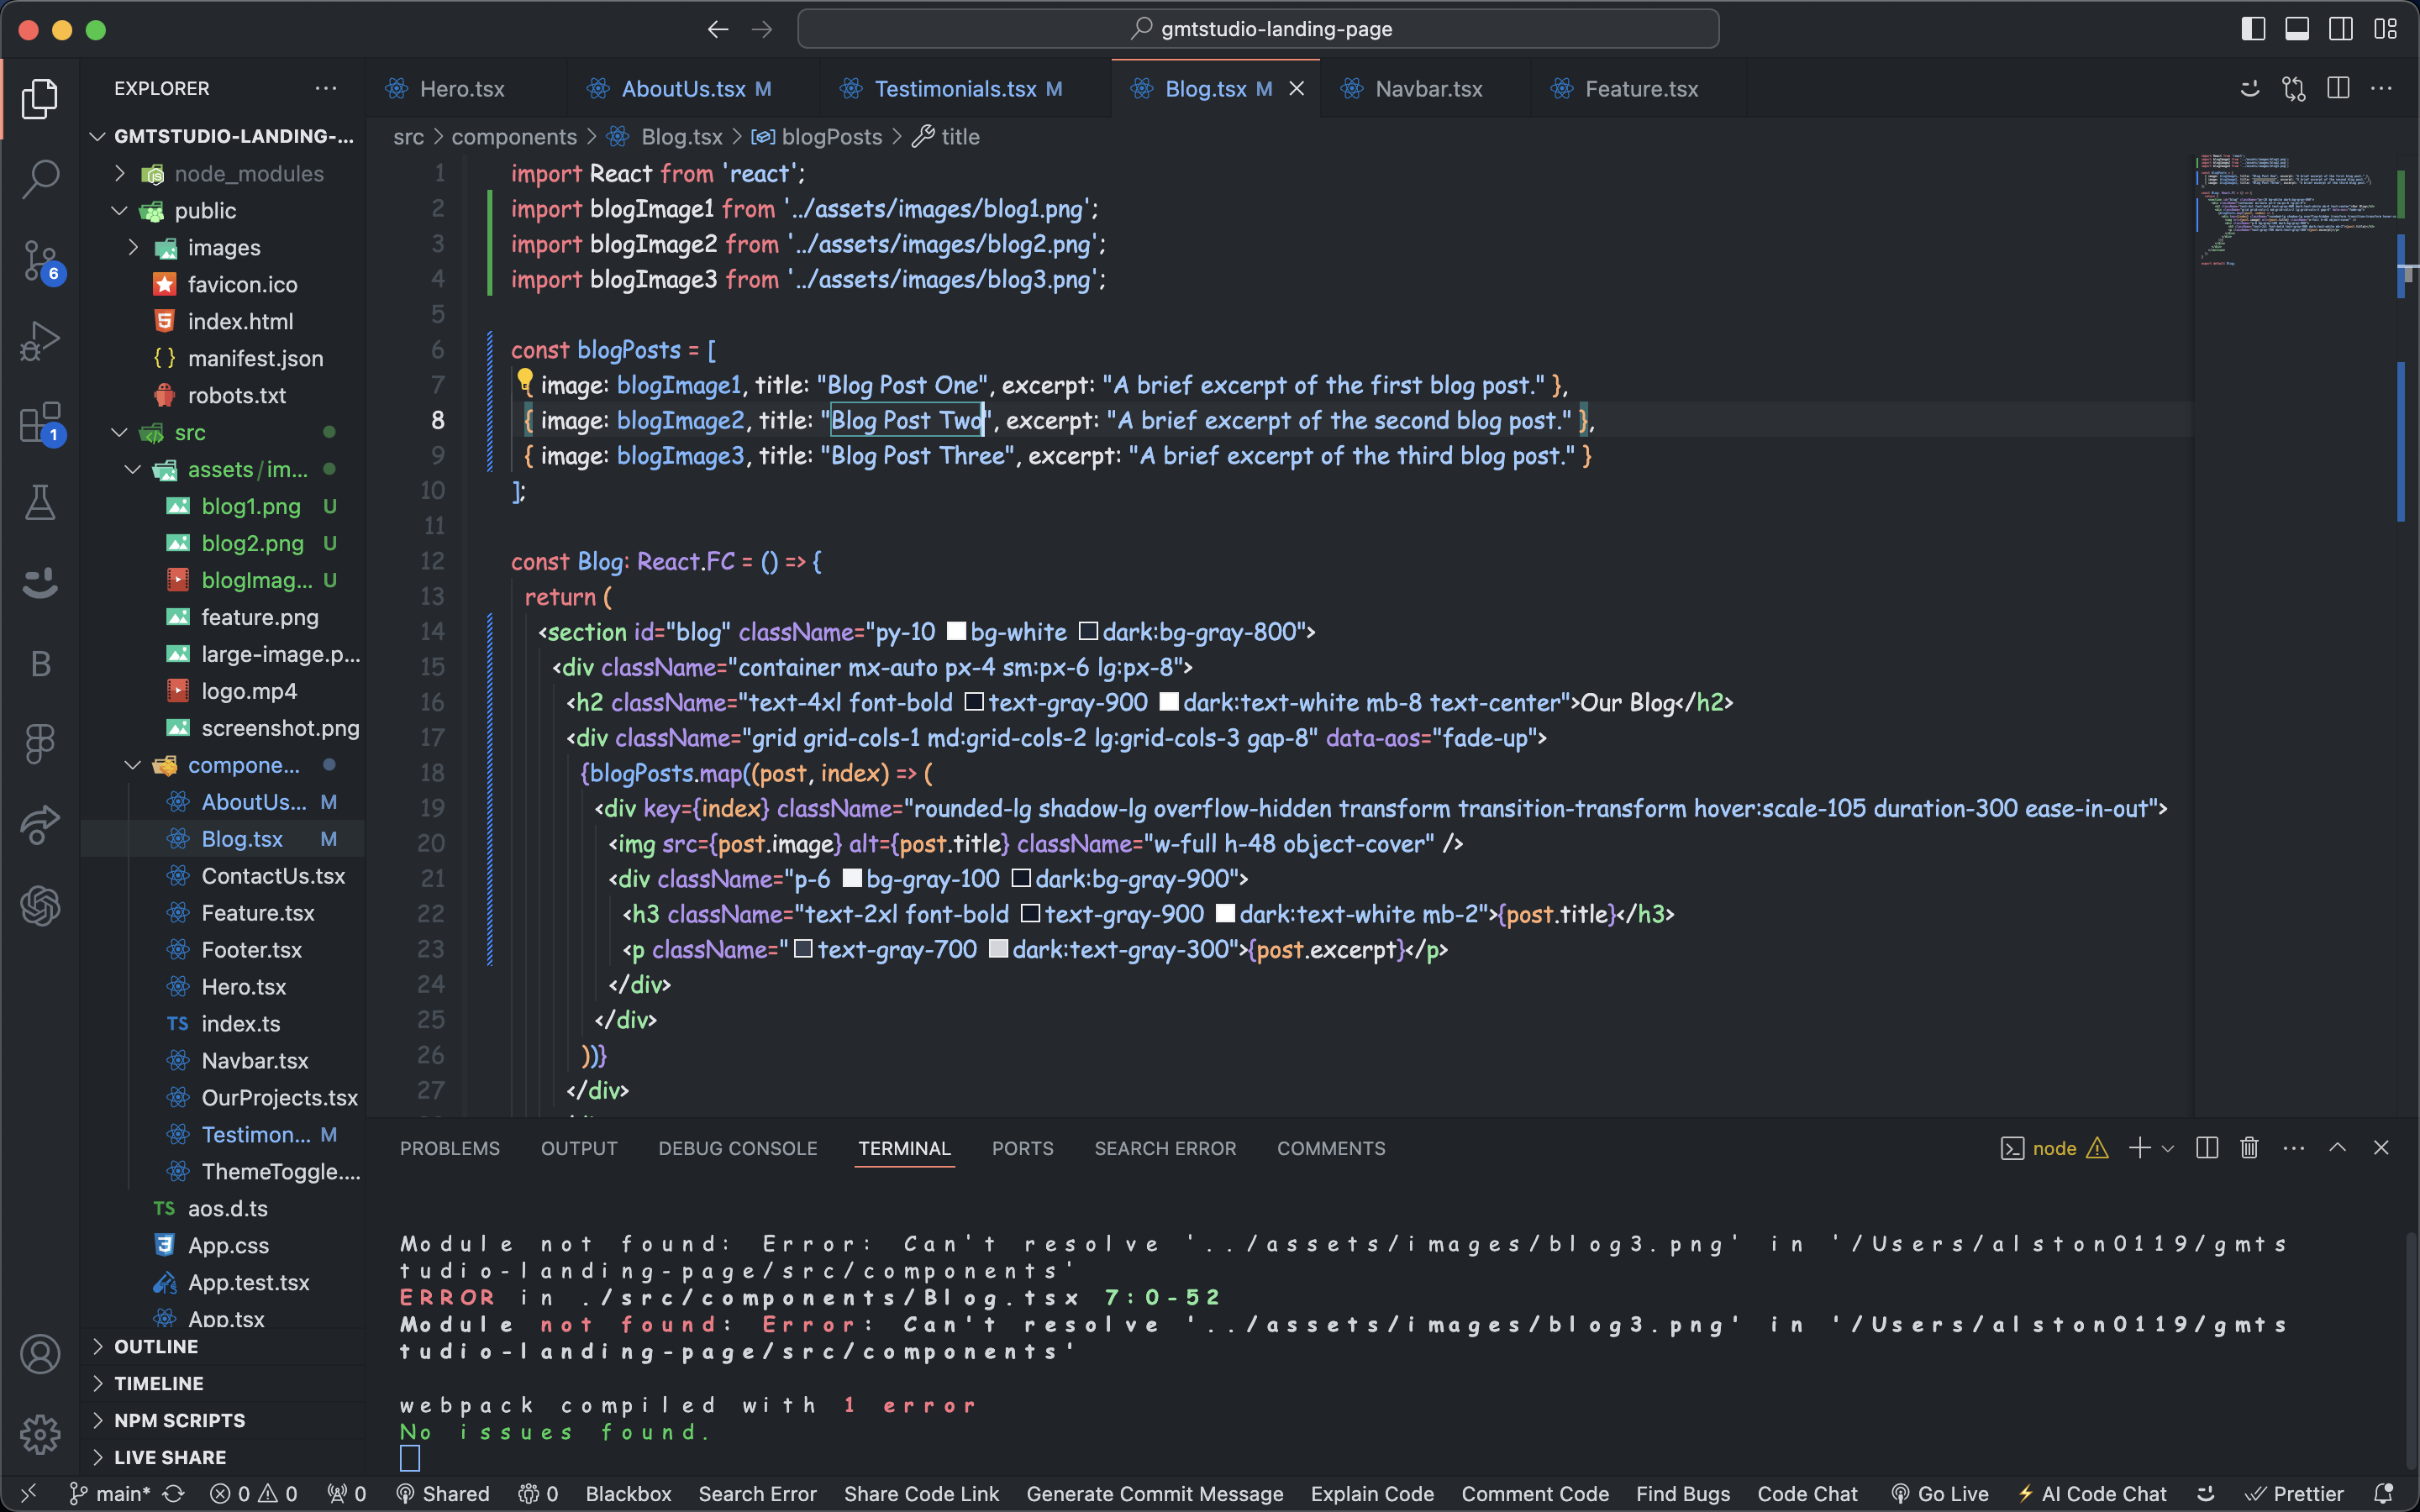 gmtstudio-landing-page
EXPLORER
Hero.tsx
AboutUs.tsx M
Testimonials.tsx M
Blog.tsx M
Navbar.tsx
Feature.tsx
GMTSTUDIO-LANDING-...
node_modules
public
images
favicon.ico
index.html
manifest.json
robots.txt
src
assets/im...
blog1.png U
blog2.png U
blogImag... U
feature.png
large-image.p...
logo.mp4
screenshot.png
compone...
AboutUs... M
Blog.tsx M
ContactUs.tsx
Feature.tsx
Footer.tsx
Hero.tsx
TS index.ts
Navbar.tsx
OurProjects.tsx
Testimon... M
ThemeToggle....
TS aos.d.ts
App.css
App.test.tsx
App.tsx
OUTLINE
TIMELINE
NPM SCRIPTS
LIVE SHARE
6
1
B
src > components > Blog.tsx > blogPosts > title
1 import React from 'react';
2 import blogImage1 from '../assets/images/blog1.png';
3 import blogImage2 from '../assets/images/blog2.png';
4 import blogImage3 from '../assets/images/blog3.png';
5
6 const blogPosts = [
7 { image: blogImage1, title: "Blog Post One", excerpt: "A brief excerpt of the first blog post." },
8 { image: blogImage2, title: "Blog Post Two", excerpt: "A brief excerpt of the second blog post." },
9 { image: blogImage3, title: "Blog Post Three", excerpt: "A brief excerpt of the third blog post." }
10 ];
11
12 const Blog: React.FC = () => {
13 return (
14 <section id="blog" className="py-10 bg-white dark:bg-gray-800">
15 <div className="container mx-auto px-4 sm:px-6 lg:px-8">
16 <h2 className="text-4xl font-bold text-gray-900 dark:text-white mb-8 text-center">Our Blog</h2>
17 <div className="grid grid-cols-1 md:grid-cols-2 lg:grid-cols-3 gap-8" data-aos="fade-up">
18 {blogPosts.map((post, index) => (
19 <div key={index} className="rounded-lg shadow-lg overflow-hidden transform transition-transform hover:scale-105 duration-300 ease-in-out">
20 <img src={post.image} alt={post.title} className="w-full h-48 object-cover" />
21 <div className="p-6 bg-gray-100 dark:bg-gray-900">
22 <h3 className="text-2xl font-bold text-gray-900 dark:text-white mb-2">{post.title}</h3>
23 <p className="text-gray-700 dark:text-gray-300">{post.excerpt}</p>
24 </div>
25 </div>
26 ))}
27 </div>
PROBLEMS OUTPUT DEBUG CONSOLE TERMINAL PORTS SEARCH ERROR COMMENTS
node
Module not found: Error: Can't resolve '../assets/images/blog3.png' in '/Users/alston0119/gmts
tudio-landing-page/src/components'
ERROR in ./src/components/Blog.tsx 7:0-52
Module not found: Error: Can't resolve '../assets/images/blog3.png' in '/Users/alston0119/gmts
tudio-landing-page/src/components'
webpack compiled with 1 error
No issues found.
main* 0 0 0 Shared 0 Blackbox Search Error Share Code Link Generate Commit Message Explain Code Comment Code Find Bugs Code Chat Go Live AI Code Chat Prettier